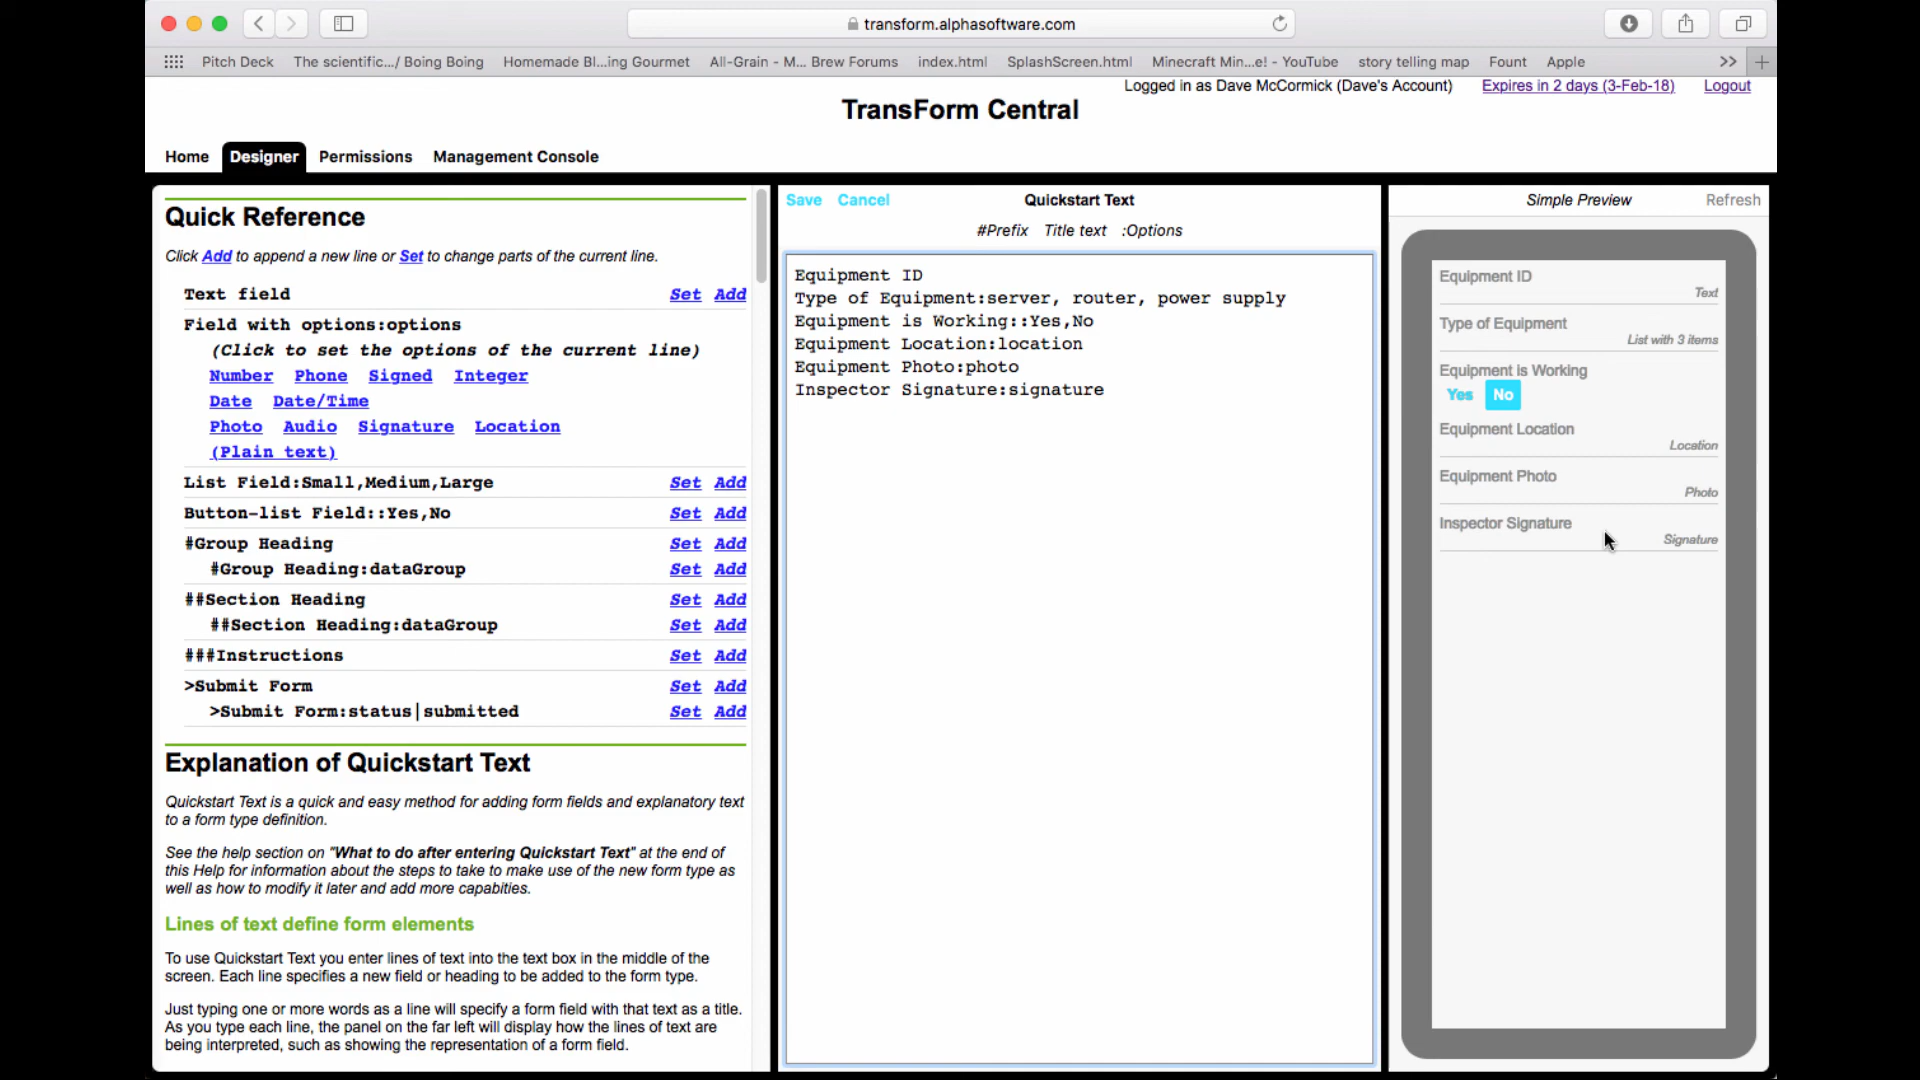 transform.alphasoftware.com
Pitch Deck The scientific.../ Boing Boing Homemade Bl...ing Gourmet All-Grain - M... Brew Forums index.html SplashScreen.html Minecraft Min...e! - YouTube story telling map Fount Apple >> +
Logged in as Dave McCormick (Dave's Account) Expires in 2 days (3-Feb-18) Logout
TransForm Central
Home Designer Permissions Management Console
Quick Reference
Click Add to append a new line or Set to change parts of the current line.
Text field Set Add
Field with options:options
(Click to set the options of the current line)
Number Phone Signed Integer
Date Date/Time
Photo Audio Signature Location
(Plain text)
List Field:Small,Medium,Large Set Add
Button-list Field::Yes,No Set Add
#Group Heading Set Add
#Group Heading:dataGroup Set Add
##Section Heading Set Add
##Section Heading:dataGroup Set Add
###Instructions Set Add
>Submit Form Set Add
>Submit Form:status|submitted Set Add
Explanation of Quickstart Text
Quickstart Text is a quick and easy method for adding form fields and explanatory text
to a form type definition.
See the help section on "What to do after entering Quickstart Text" at the end of
this Help for information about the steps to take to make use of the new form type as
well as how to modify it later and add more capabities.
Lines of text define form elements
To use Quickstart Text you enter lines of text into the text box in the middle of the
screen. Each line specifies a new field or heading to be added to the form type.
Just typing one or more words as a line will specify a form field with that text as a title.
As you type each line, the panel on the far left will display how the lines of text are
being interpreted, such as showing the representation of a form field.
Save Cancel Quickstart Text
#Prefix Title text :Options
Equipment ID
Type of Equipment:server, router, power supply
Equipment is Working::Yes,No
Equipment Location:location
Equipment Photo:photo
Inspector Signature:signature
Simple Preview Refresh
Equipment ID
Text
Type of Equipment
List with 3 items
Equipment is Working
Yes No
Equipment Location
Location
Equipment Photo
Photo
Inspector Signature
Signature